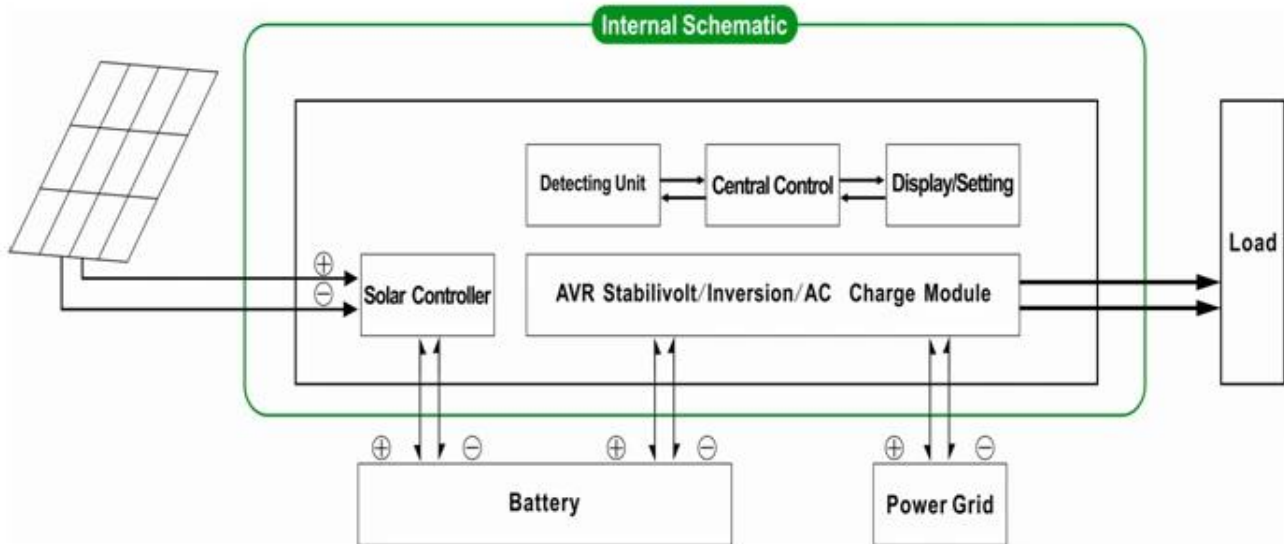 Internal Schematic
Detecting Unit
Central Control
Display/Setting
Load
⊕
⊖
Solar Controller
AVR Stabilivolt/Inversion/AC Charge Module
⊕ ⊖ ⊕ ⊖ ⊕ ⊖
Battery
Power Grid